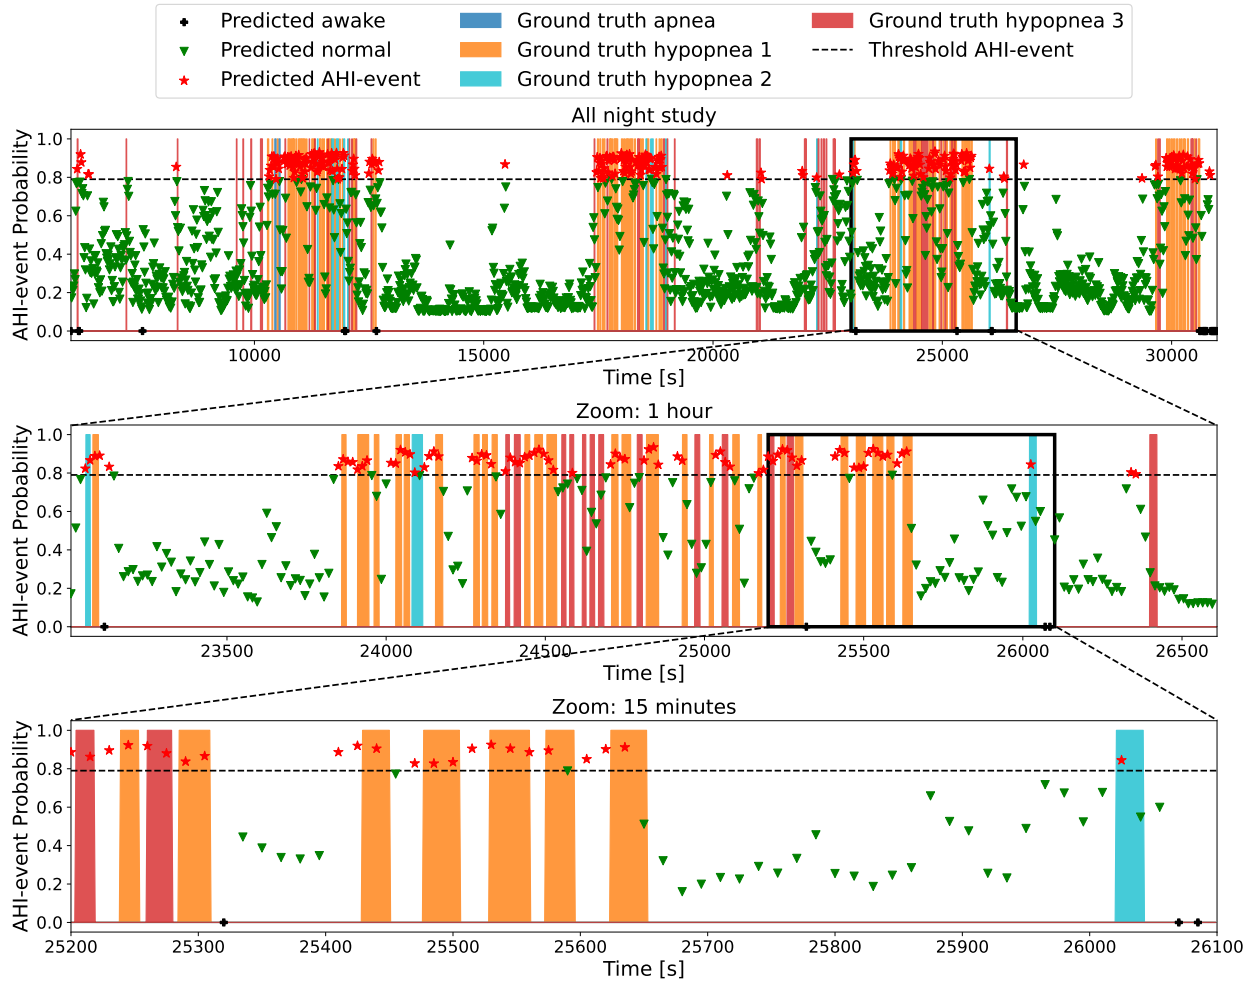 Predicted awake
Predicted normal
Predicted AHI-event
Ground truth apnea
Ground truth hypopnea 1
Ground truth hypopnea 2
Ground truth hypopnea 3
Threshold AHI-event
All night study
AHI-event Probability
1.0
0.8
0.6
0.4
0.2
0.0
10000 15000 20000 25000 30000
Time [s]
Zoom: 1 hour
AHI-event Probability
1.0
0.8
0.6
0.4
0.2
0.0
23500 24000 24500 25000 25500 26000 26500
Time [s]
Zoom: 15 minutes
AHI-event Probability
1.0
0.8
0.6
0.4
0.2
0.0
25200 25300 25400 25500 25600 25700 25800 25900 26000 26100
Time [s]